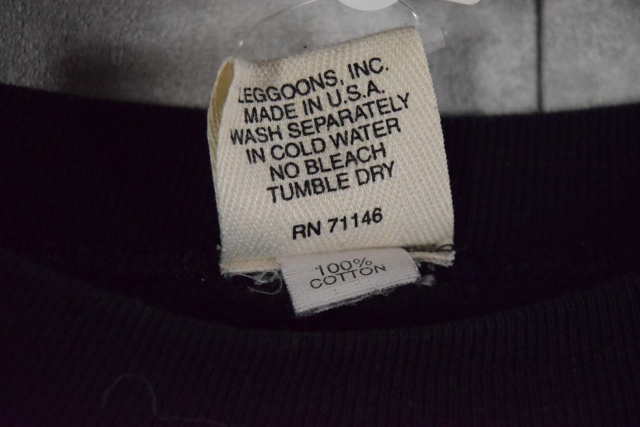 LEGGOONS, INC.
MADE IN U.S.A.
WASH SEPARATELY
IN COLD WATER
NO BLEACH
TUMBLE DRY
RN 71146
100%
COTTON